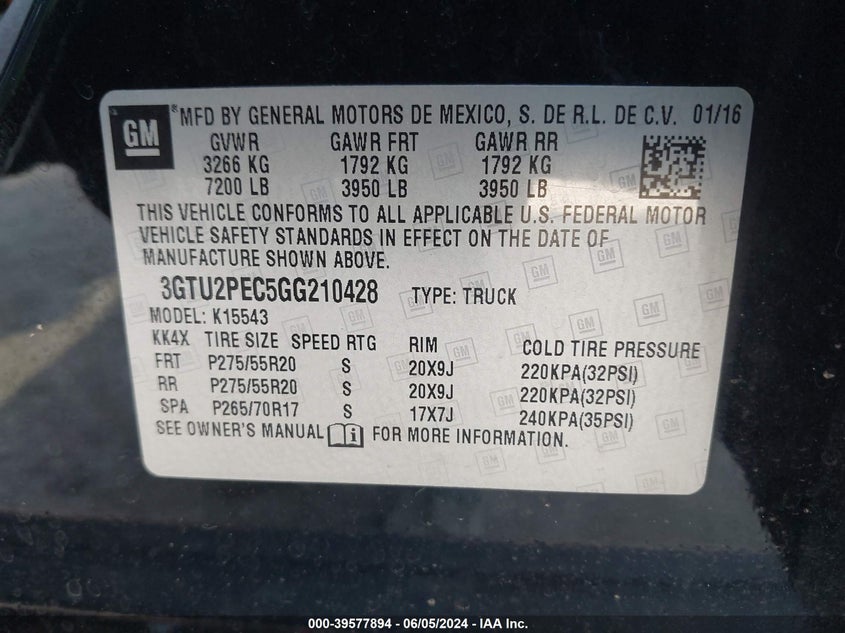 GM ®MFD BY GENERAL MOTORS DE MEXICO, S. DE R.L. DE C.V. 01/16
GVWR GAWR FRT GAWR RR
3266 KG 1792 KG 1792 KG
7200 LB 3950 LB 3950 LB
THIS VEHICLE CONFORMS TO ALL APPLICABLE U.S. FEDERAL MOTOR
VEHICLE SAFETY STANDARDS IN EFFECT ON THE DATE OF
MANUFACTURE SHOWN ABOVE.
3GTU2PEC5GG210428 TYPE: TRUCK
MODEL: K15543
KK4X TIRE SIZE SPEED RTG RIM COLD TIRE PRESSURE
FRT P275/55R20 S 20X9J 220KPA(32PSI)
RR P275/55R20 S 20X9J 220KPA(32PSI)
SPA P265/70R17 S 17X7J 240KPA(35PSI)
SEE OWNER'S MANUAL FOR MORE INFORMATION.
000-39577894 - 06/05/2024 - IAA Inc.